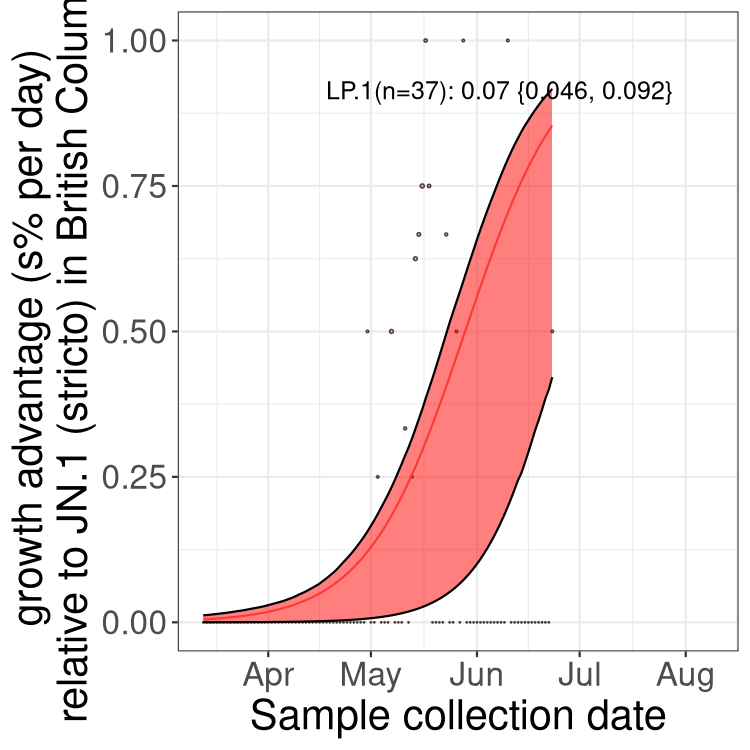 growth advantage (s% per day)
relative to JN.1 (stricto) in British Colum
1.00
0.75
0.50
0.25
0.00
LP.1(n=37): 0.07 {0.046, 0.092}
Apr May Jun Jul Aug
Sample collection date